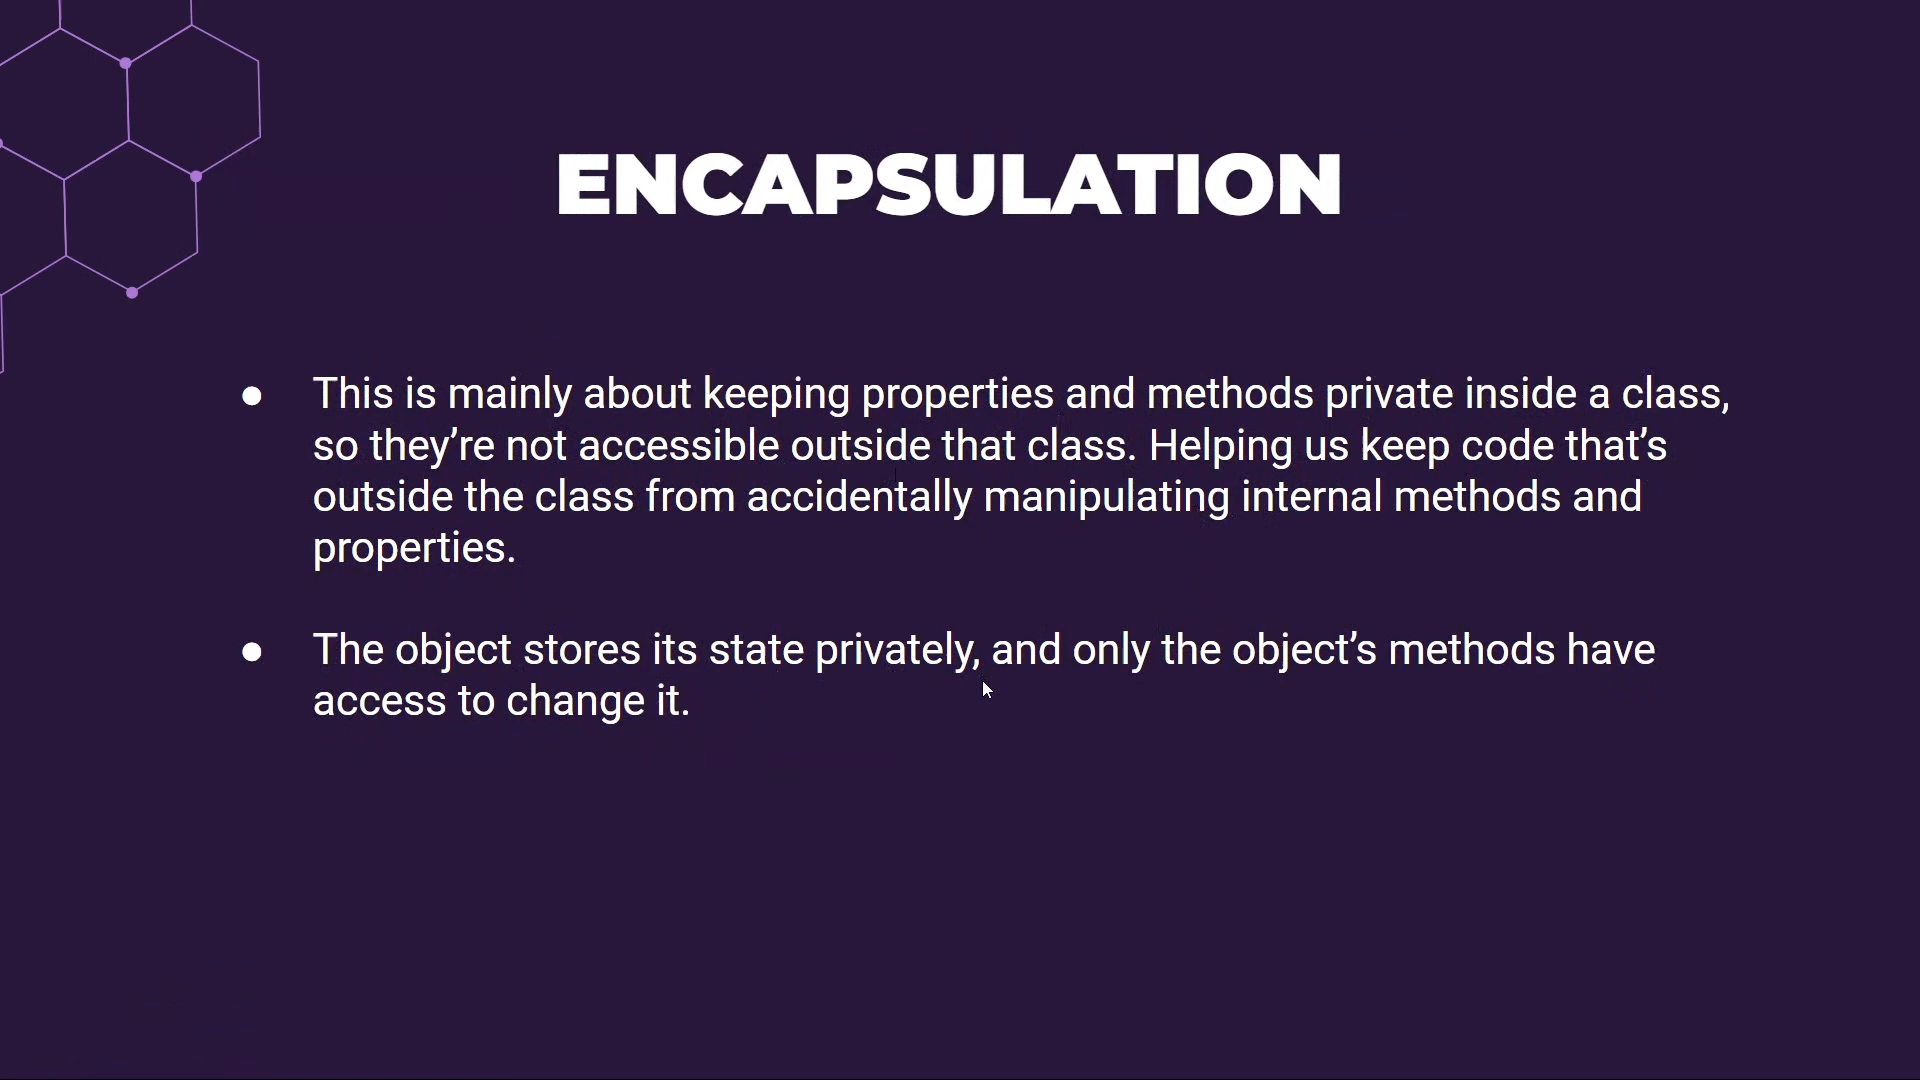 ENCAPSULATION
● This is mainly about keeping properties and methods private inside a class,
so they’re not accessible outside that class. Helping us keep code that’s
outside the class from accidentally manipulating internal methods and
properties.
● The object stores its state privately, and only the object’s methods have
access to change it.